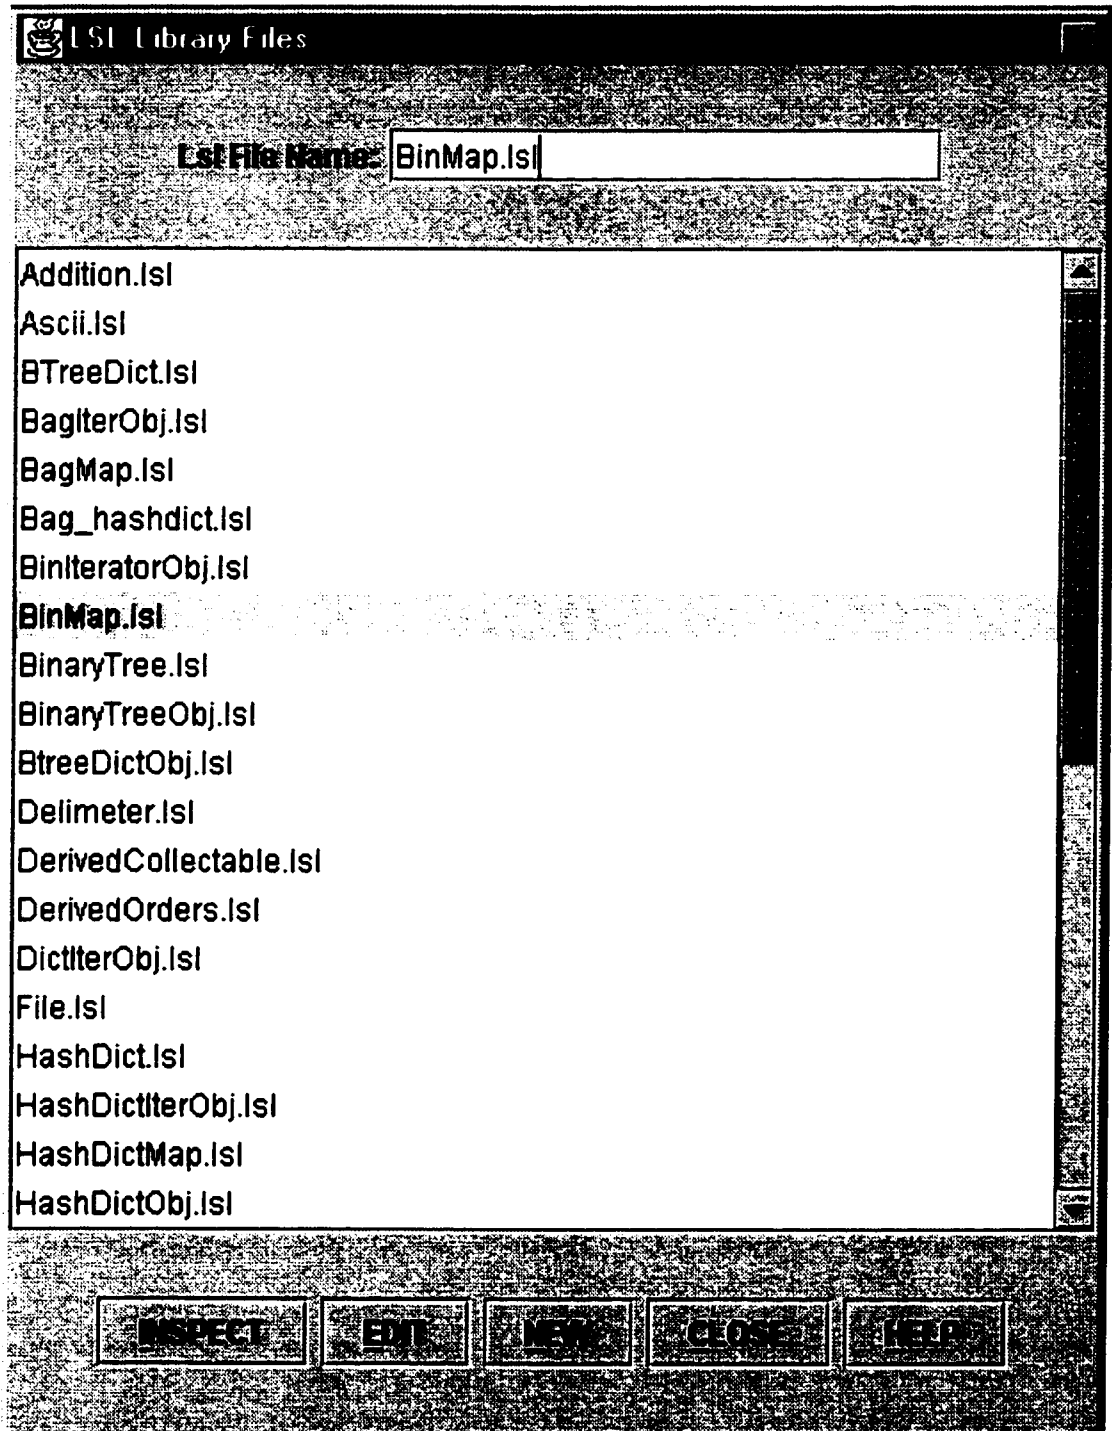 LSL Library Files
Lsl File Name: BinMap.lsl
Addition.lsl
Ascii.lsl
BTreeDict.lsl
BagIterObj.lsl
BagMap.lsl
Bag_hashdict.lsl
BinIteratorObj.lsl
BinMap.lsl
BinaryTree.lsl
BinaryTreeObj.lsl
BtreeDictObj.lsl
Delimeter.lsl
DerivedCollectable.lsl
DerivedOrders.lsl
DictIterObj.lsl
File.lsl
HashDict.lsl
HashDictIterObj.lsl
HashDictMap.lsl
HashDictObj.lsl
INSPECT EDIT NEW CLOSE HELP